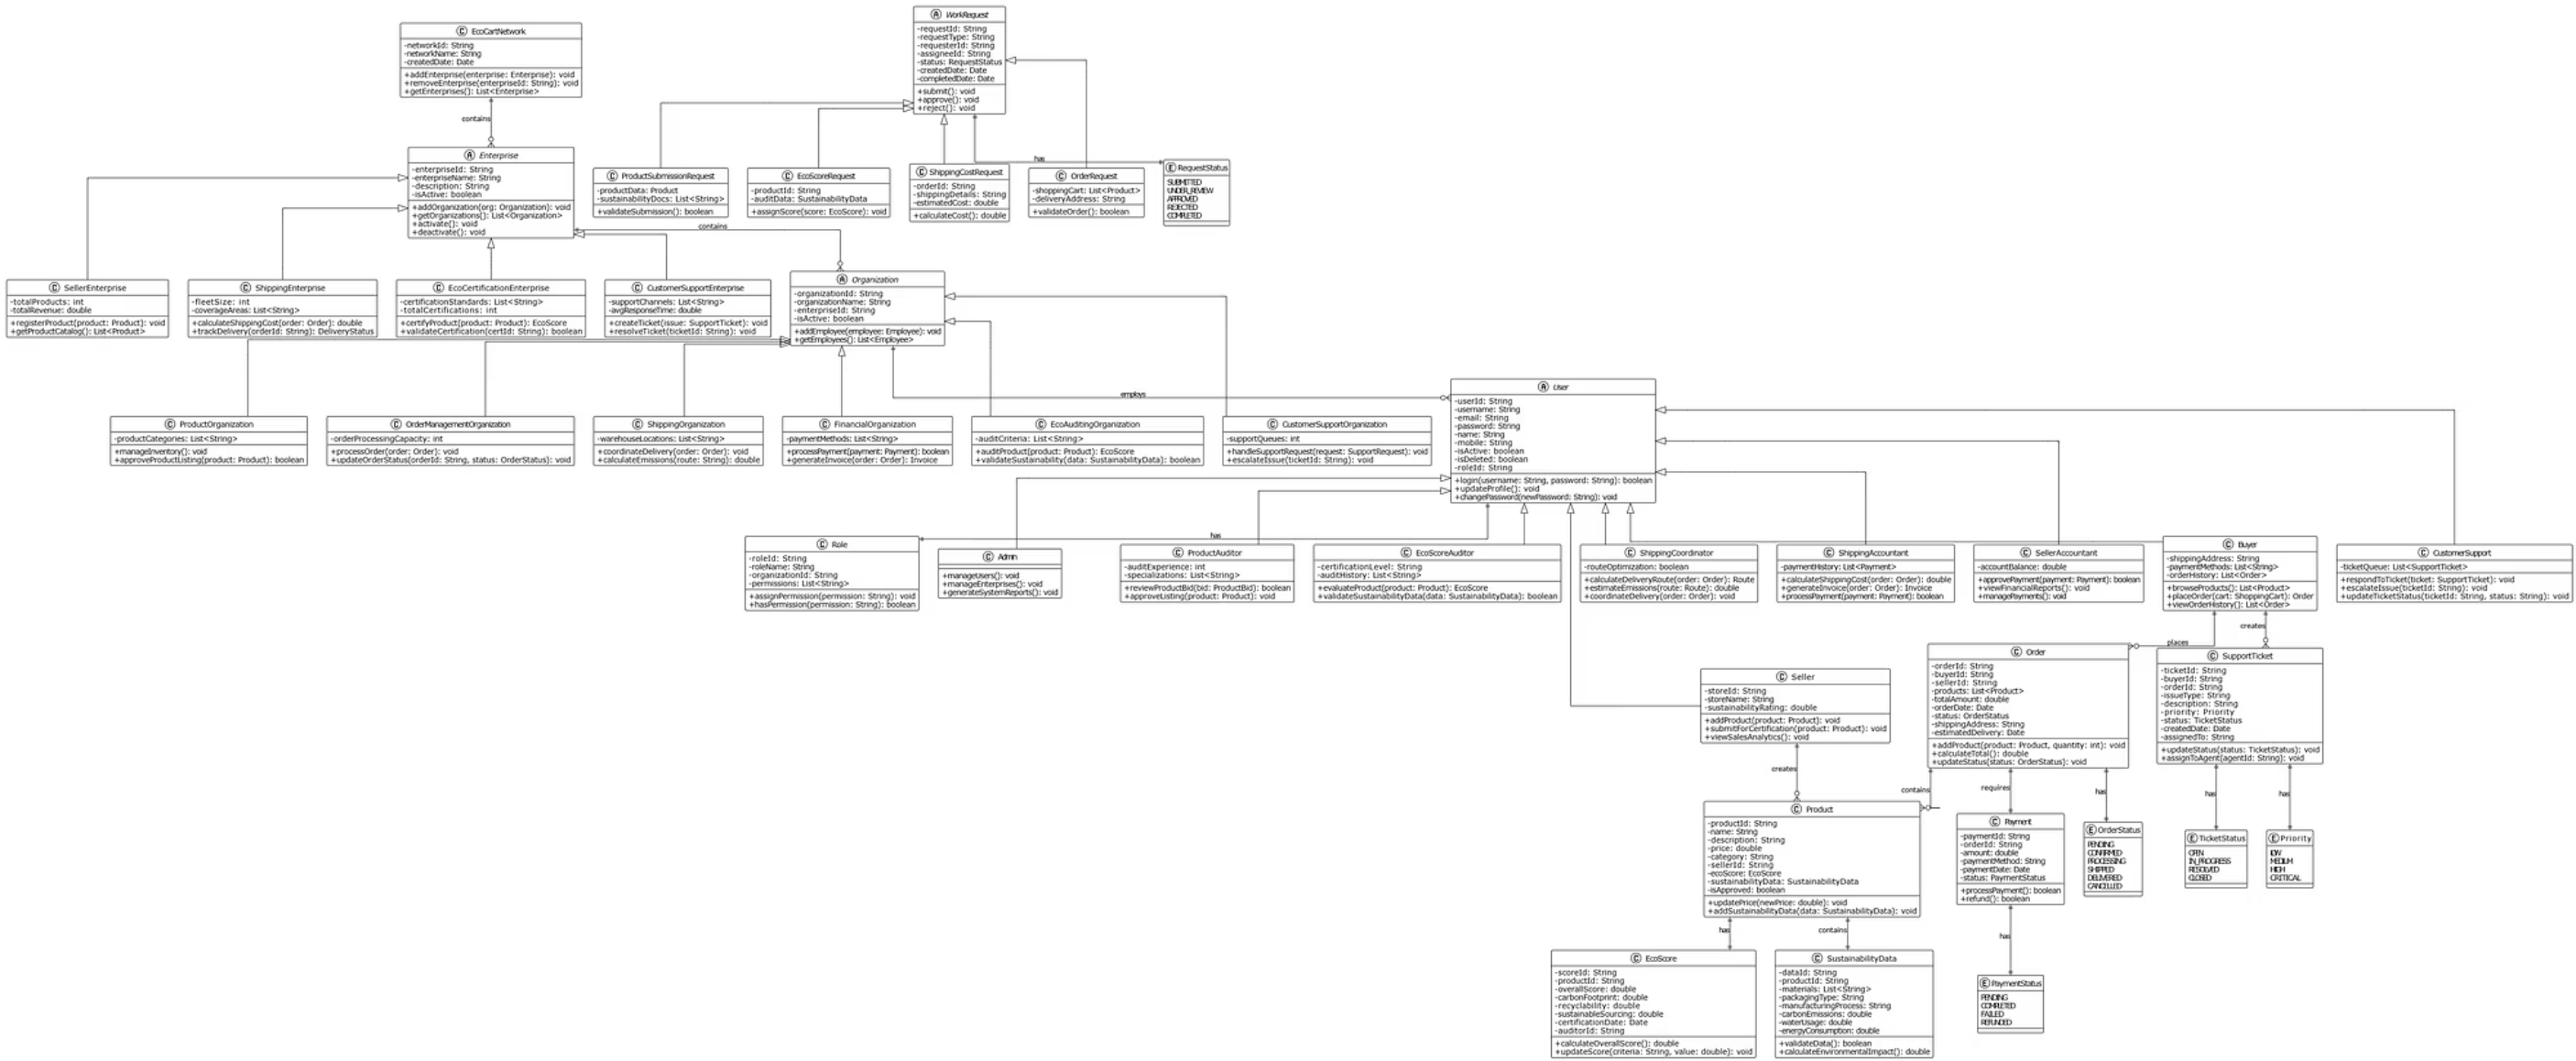 C EcoCartNetwork
-networkId: String
-networkName: String
-createdDate: Date
+addEnterprise(enterprise: Enterprise): void
+removeEnterprise(enterpriseId: String): void
+getEnterprises(): List<Enterprise>
A WorkRequest
-requestId: String
-requestType: String
-requesterId: String
-assigneeId: String
-status: RequestStatus
-createdDate: Date
-completedDate: Date
+submit(): void
+approve(): void
+reject(): void
contains
A Enterprise
-enterpriseId: String
-enterpriseName: String
-description: String
-isActive: boolean
+addOrganization(org: Organization): void
+getOrganizations(): List<Organization>
+activate(): void
+deactivate(): void
C ProductSubmissionRequest
-productData: Product
-sustainabilityDocs: List<String>
+validateSubmission(): boolean
C EcoScoreRequest
-productId: String
-auditData: SustainabilityData
+assignScore(score: EcoScore): void
C ShippingCostRequest
-orderId: String
-shippingDetails: String
-estimatedCost: double
+calculateCost(): double
C OrderRequest
-shoppingCart: List<Product>
-deliveryAddress: String
+validateOrder(): boolean
has
E RequestStatus
SUBMITTED
UNDER_REVIEW
APPROVED
REJECTED
COMPLETED
contains
C SellerEnterprise
-totalProducts: int
-totalRevenue: double
+registerProduct(product: Product): void
+getProductCatalog(): List<Product>
C ShippingEnterprise
-fleetSize: int
-coverageAreas: List<String>
+calculateShippingCost(order: Order): double
+trackDelivery(orderId: String): DeliveryStatus
C EcoCertificationEnterprise
-certificationStandards: List<String>
-totalCertifications: int
+certifyProduct(product: Product): EcoScore
+validateCertification(certId: String): boolean
C CustomerSupportEnterprise
-supportChannels: List<String>
-avgResponseTime: double
+createTicket(issue: SupportTicket): void
+resolveTicket(ticketId: String): void
A Organization
-organizationId: String
-organizationName: String
-enterpriseId: String
-isActive: boolean
+addEmployee(employee: Employee): void
+getEmployees(): List<Employee>
employs
C ProductOrganization
-productCategories: List<String>
+manageInventory(): void
+approveProductListing(product: Product): boolean
C OrderManagementOrganization
-orderProcessingCapacity: int
+processOrder(order: Order): void
+updateOrderStatus(orderId: String, status: OrderStatus): void
C ShippingOrganization
-warehouseLocations: List<String>
+coordinateDelivery(order: Order): void
+calculateEmissions(route: String): double
C FinancialOrganization
-paymentMethods: List<String>
+processPayment(payment: Payment): boolean
+generateInvoice(order: Order): Invoice
C EcoAuditingOrganization
-auditCriteria: List<String>
+auditProduct(product: Product): EcoScore
+validateSustainability(data: SustainabilityData): boolean
C CustomerSupportOrganization
-supportQueues: int
+handleSupportRequest(request: SupportRequest): void
+escalateIssue(ticketId: String): void
A User
-userId: String
-username: String
-email: String
-password: String
-name: String
-mobile: String
-isActive: boolean
-isDeleted: boolean
-roleId: String
+login(username: String, password: String): boolean
+updateProfile(): void
+changePassword(newPassword: String): void
has
C Role
-roleId: String
-roleName: String
-organizationId: String
-permissions: List<String>
+assignPermission(permission: String): void
+hasPermission(permission: String): boolean
C Admin
+manageUsers(): void
+manageEnterprises(): void
+generateSystemReports(): void
C ProductAuditor
-auditExperience: int
-specializations: List<String>
+reviewProductBid(bid: ProductBid): boolean
+approveListing(product: Product): void
C EcoScoreAuditor
-certificationLevel: String
-auditHistory: List<String>
+evaluateProduct(product: Product): EcoScore
+validateSustainabilityData(data: SustainabilityData): boolean
C ShippingCoordinator
-routeOptimization: boolean
+calculateDeliveryRoute(order: Order): Route
+estimateEmissions(route: Route): double
+coordinateDelivery(order: Order): void
C ShippingAccountant
-paymentHistory: List<Payment>
+calculateShippingCost(order: Order): double
+generateInvoice(order: Order): Invoice
+processPayment(payment: Payment): boolean
C SellerAccountant
-accountBalance: double
+approvePayment(payment: Payment): boolean
+viewFinancialReports(): void
+managePayments(): void
C Buyer
-shippingAddress: String
-paymentMethods: List<String>
-orderHistory: List<Order>
+browseProducts(): List<Product>
+placeOrder(cart: ShoppingCart): Order
+viewOrderHistory(): List<Order>
C CustomerSupport
-ticketQueue: List<SupportTicket>
+respondToTicket(ticket: SupportTicket): void
+escalateIssue(ticketId: String): void
+updateTicketStatus(ticketId: String, status: String): void
creates
places
C Seller
-storeId: String
-storeName: String
-sustainabilityRating: double
+addProduct(product: Product): void
+submitForCertification(product: Product): void
+viewSalesAnalytics(): void
C Order
-orderId: String
-buyerId: String
-sellerId: String
-products: List<Product>
-totalAmount: double
-orderDate: Date
-status: OrderStatus
-shippingAddress: String
-estimatedDelivery: Date
+addProduct(product: Product, quantity: int): void
+calculateTotal(): double
+updateStatus(status: OrderStatus): void
C SupportTicket
-ticketId: String
-buyerId: String
-orderId: String
-issueType: String
-description: String
-priority: Priority
-status: TicketStatus
-createdDate: Date
-assignedTo: String
+updateStatus(status: TicketStatus): void
+assignToAgent(agentId: String): void
creates
contains
requires
has
has
has
C Product
-productId: String
-name: String
-description: String
-price: double
-category: String
-sellerId: String
-ecoScore: EcoScore
-sustainabilityData: SustainabilityData
-isApproved: boolean
+updatePrice(newPrice: double): void
+addSustainabilityData(data: SustainabilityData): void
C Payment
-paymentId: String
-orderId: String
-amount: double
-paymentMethod: String
-paymentDate: Date
-status: PaymentStatus
+processPayment(): boolean
+refund(): boolean
E OrderStatus
PENDING
CONFIRMED
PROCESSING
SHIPPED
DELIVERED
CANCELLED
E TicketStatus
OPEN
IN_PROGRESS
RESOLVED
CLOSED
E Priority
LOW
MEDIUM
HIGH
CRITICAL
has
contains
has
C EcoScore
-scoreId: String
-productId: String
-overallScore: double
-carbonFootprint: double
-recyclability: double
-sustainableSourcing: double
-certificationDate: Date
-auditorId: String
+calculateOverallScore(): double
+updateScore(criteria: String, value: double): void
C SustainabilityData
-dataId: String
-productId: String
-materials: List<String>
-packagingType: String
-manufacturingProcess: String
-carbonEmissions: double
-waterUsage: double
-energyConsumption: double
+validateData(): boolean
+calculateEnvironmentalImpact(): double
E PaymentStatus
PENDING
COMPLETED
FAILED
REFUNDED